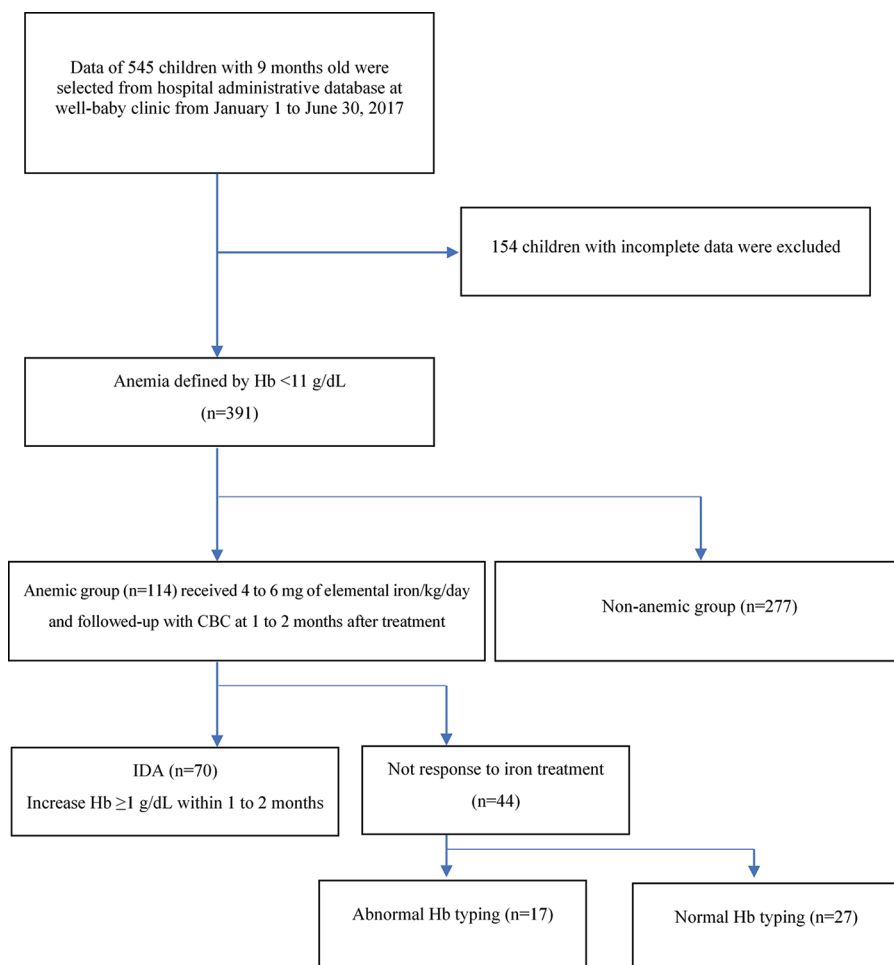 Data of 545 children with 9 months old were
selected from hospital administrative database at
well-baby clinic from January 1 to June 30, 2017
154 children with incomplete data were excluded
Anemia defined by Hb <11 g/dL
(n=391)
Anemic group (n=114) received 4 to 6 mg of elemental iron/kg/day
and followed-up with CBC at 1 to 2 months after treatment
Non-anemic group (n=277)
IDA (n=70)
Increase Hb ≥1 g/dL within 1 to 2 months
Not response to iron treatment
(n=44)
Abnormal Hb typing (n=17)
Normal Hb typing (n=27)